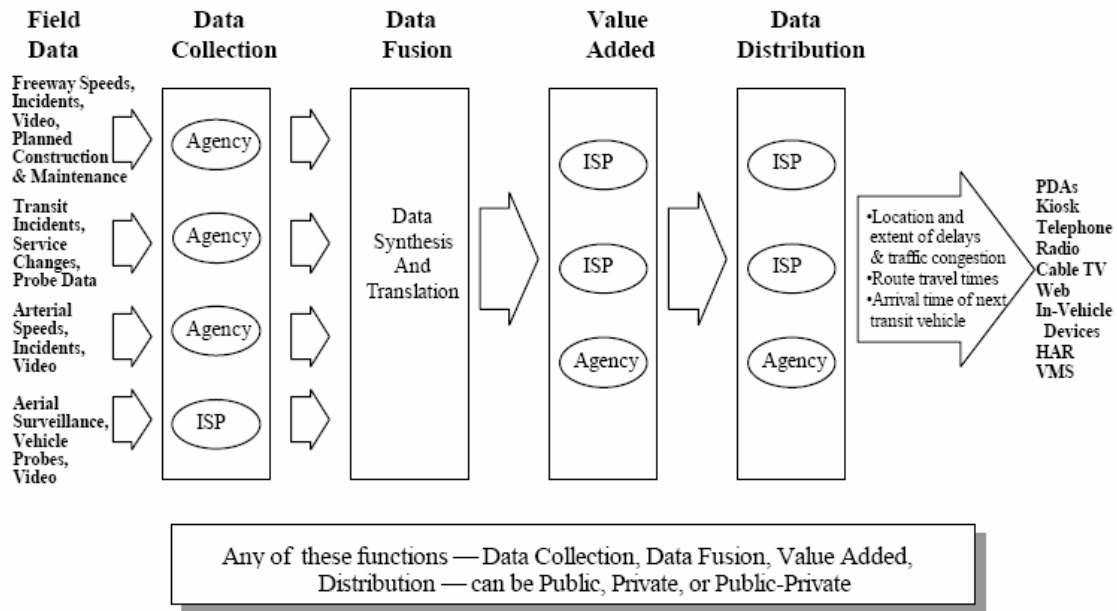 Field
Data
Data
Collection
Data
Fusion
Value
Added
Data
Distribution
Freeway Speeds,
Incidents,
Video,
Planned
Construction
& Maintenance
Transit
Incidents,
Service
Changes,
Probe Data
Arterial
Speeds,
Incidents,
Video
Aerial
Surveillance,
Vehicle
Probes,
Video
Agency
Agency
Agency
ISP
Data
Synthesis
And
Translation
ISP
ISP
Agency
ISP
ISP
Agency
•Location and
extent of delays
& traffic congestion
•Route travel times
•Arrival time of next
transit vehicle
PDAs
Kiosk
Telephone
Radio
Cable TV
Web
In-Vehicle
Devices
HAR
VMS
Any of these functions — Data Collection, Data Fusion, Value Added,
Distribution — can be Public, Private, or Public-Private